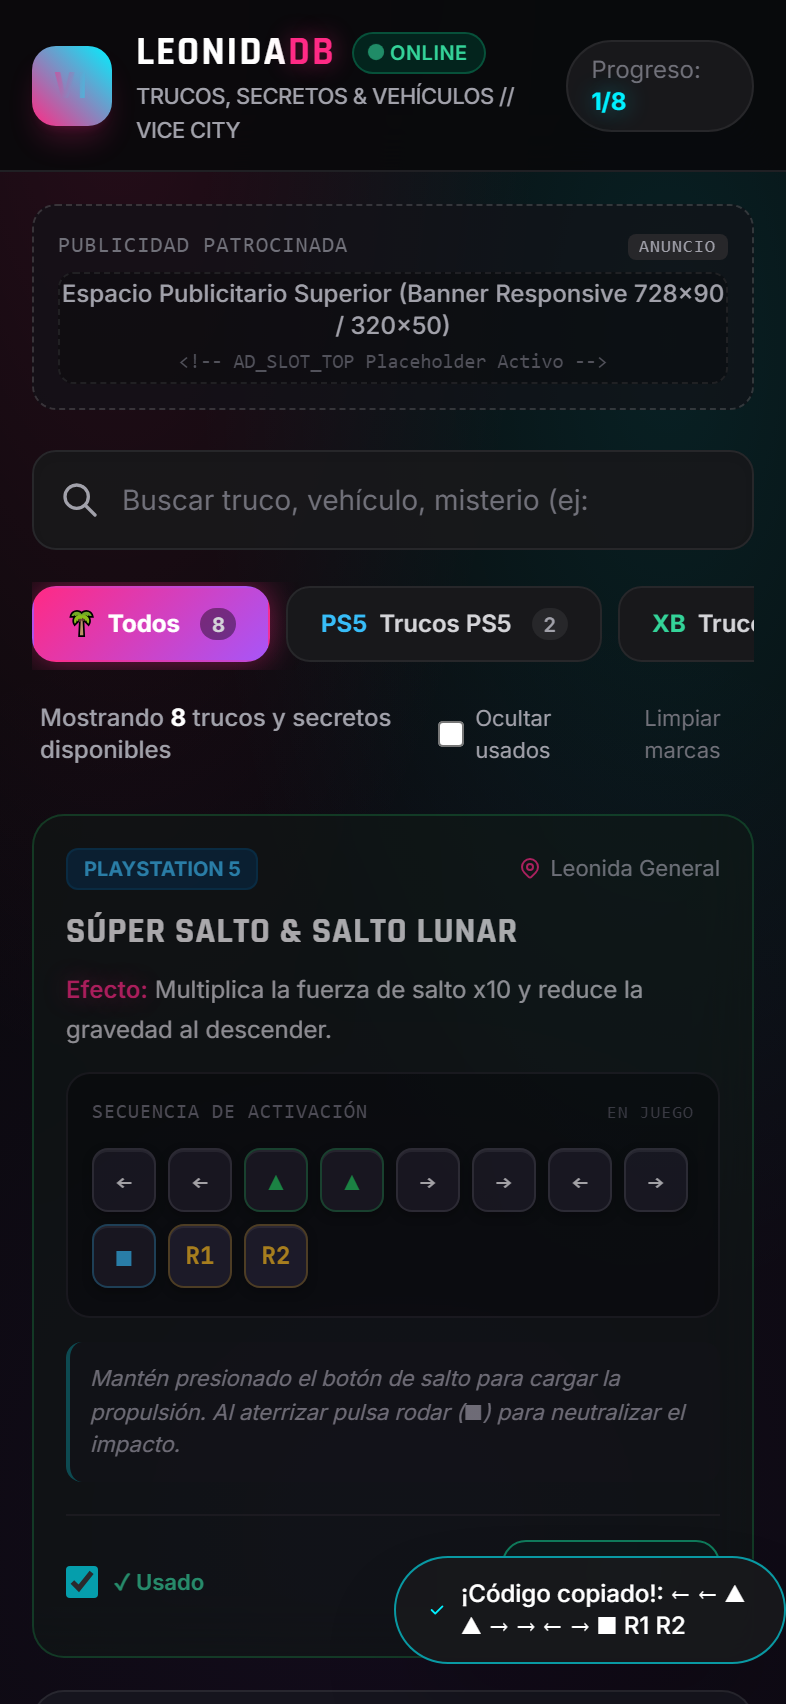 VI
LEONIDADB
ONLINE
TRUCOS, SECRETOS & VEHÍCULOS //
VICE CITY
Progreso:
1/8
PUBLICIDAD PATROCINADA
ANUNCIO
Espacio Publicitario Superior (Banner Responsive 728×90
/ 320×50)
<!-- AD_SLOT_TOP Placeholder Activo -->
Buscar truco, vehículo, misterio (ej:
🌴 Todos 8
PS5 Trucos PS5 2
XB Truco
Mostrando 8 trucos y secretos
disponibles
Ocultar
usados
Limpiar
marcas
PLAYSTATION 5
Leonida General
SÚPER SALTO & SALTO LUNAR
Efecto: Multiplica la fuerza de salto x10 y reduce la
gravedad al descender.
SECUENCIA DE ACTIVACIÓN
EN JUEGO
← ← ▲ ▲ → → ← →
■ R1 R2
Mantén presionado el botón de salto para cargar la
propulsión. Al aterrizar pulsa rodar (■) para neutralizar el
impacto.
✓ Usado
¡Código copiado!: ← ← ▲
▲ → → ← → ■ R1 R2